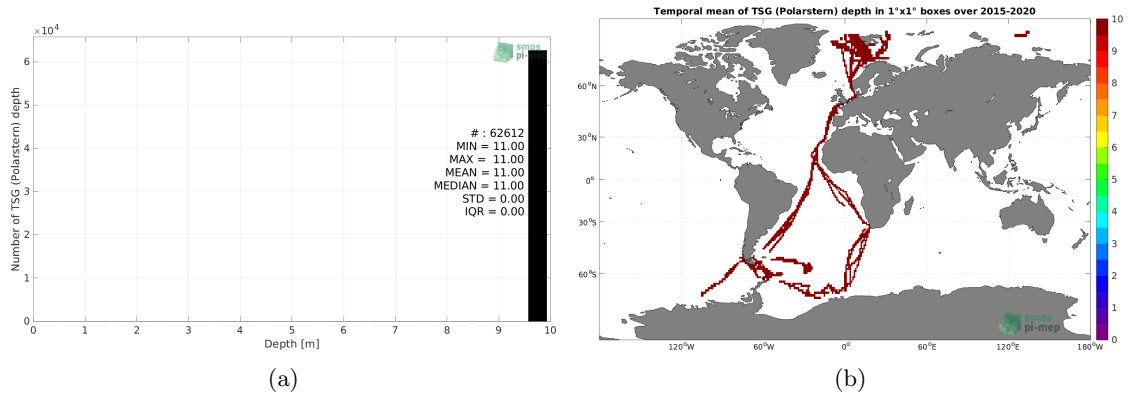 ×10⁴
6
5
4
3
2
1
0
Number of TSG (Polarstern) depth
smos
pi-mep
# : 62612
MIN = 11.00
MAX = 11.00
MEAN = 11.00
MEDIAN = 11.00
STD = 0.00
IQR = 0.00
0 1 2 3 4 5 6 7 8 9 10
Depth [m]
(a)
Temporal mean of TSG (Polarstern) depth in 1°x1° boxes over 2015-2020
60°N
30°N
0°
30°S
60°S
120°W 60°W 0° 60°E 120°E 180°W
smos
pi-mep
10
9
8
7
6
5
4
3
2
1
0
(b)